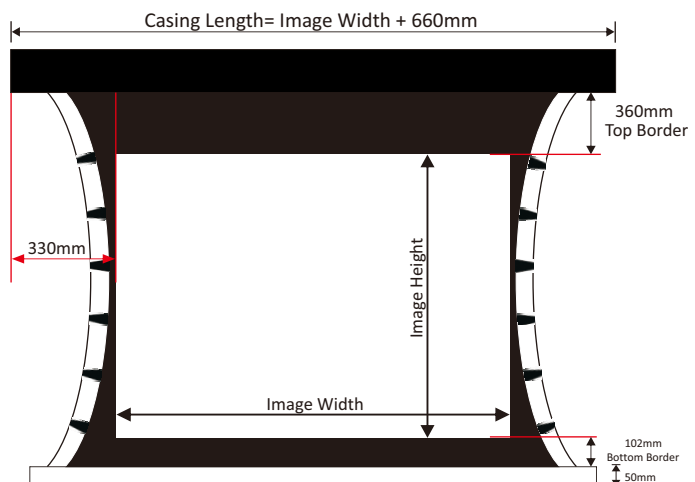 Casing Length= Image Width + 660mm
360mm
Top Border
330mm
Image Height
Image Width
102mm
Bottom Border
50mm